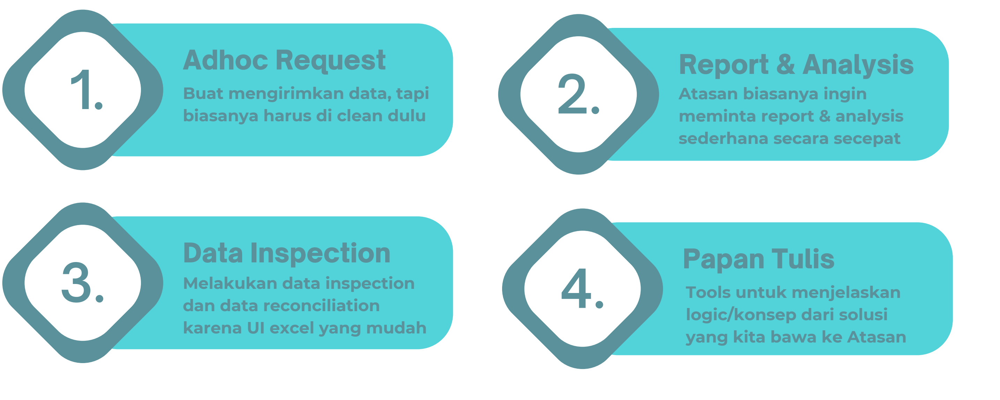 1.
Adhoc Request
Buat mengirimkan data, tapi
biasanya harus di clean dulu
2.
Report & Analysis
Atasan biasanya ingin
meminta report & analysis
sederhana secara secepat
3.
Data Inspection
Melakukan data inspection
dan data reconciliation
karena UI excel yang mudah
4.
Papan Tulis
Tools untuk menjelaskan
logic/konsep dari solusi
yang kita bawa ke Atasan